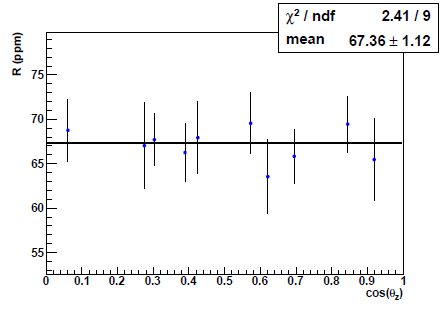 χ² / ndf 2.41 / 9
mean 67.36 ± 1.12
R (ppm)
75
70
65
60
55
0 0.1 0.2 0.3 0.4 0.5 0.6 0.7 0.8 0.9 1
cos(θz)